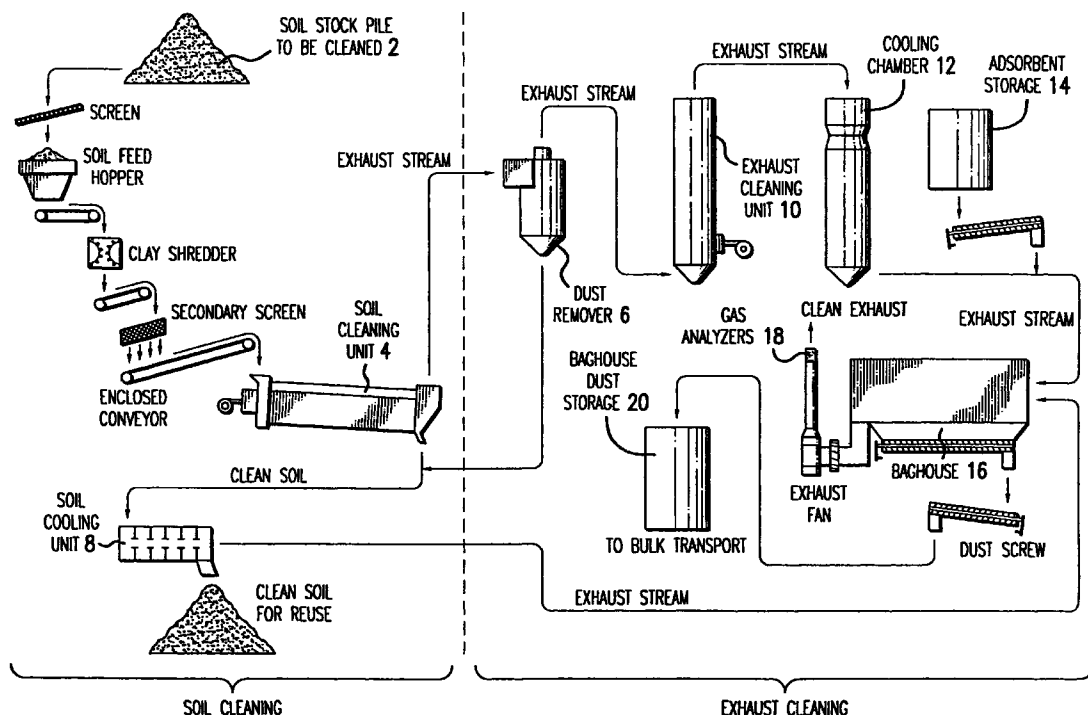 SOIL STOCK PILE
TO BE CLEANED 2
SCREEN
SOIL FEED
HOPPER
CLAY SHREDDER
SECONDARY SCREEN
ENCLOSED
CONVEYOR
SOIL
CLEANING
UNIT 4
CLEAN SOIL
SOIL
COOLING
UNIT 8
CLEAN SOIL
FOR REUSE
SOIL CLEANING
EXHAUST STREAM
EXHAUST STREAM
DUST
REMOVER 6
EXHAUST STREAM
EXHAUST
CLEANING
UNIT 10
COOLING
CHAMBER 12
ADSORBENT
STORAGE 14
CLEAN EXHAUST
GAS
ANALYZERS 18
EXHAUST STREAM
BAGHOUSE
DUST
STORAGE 20
TO BULK TRANSPORT
EXHAUST
FAN
BAGHOUSE 16
DUST SCREW
EXHAUST STREAM
EXHAUST CLEANING